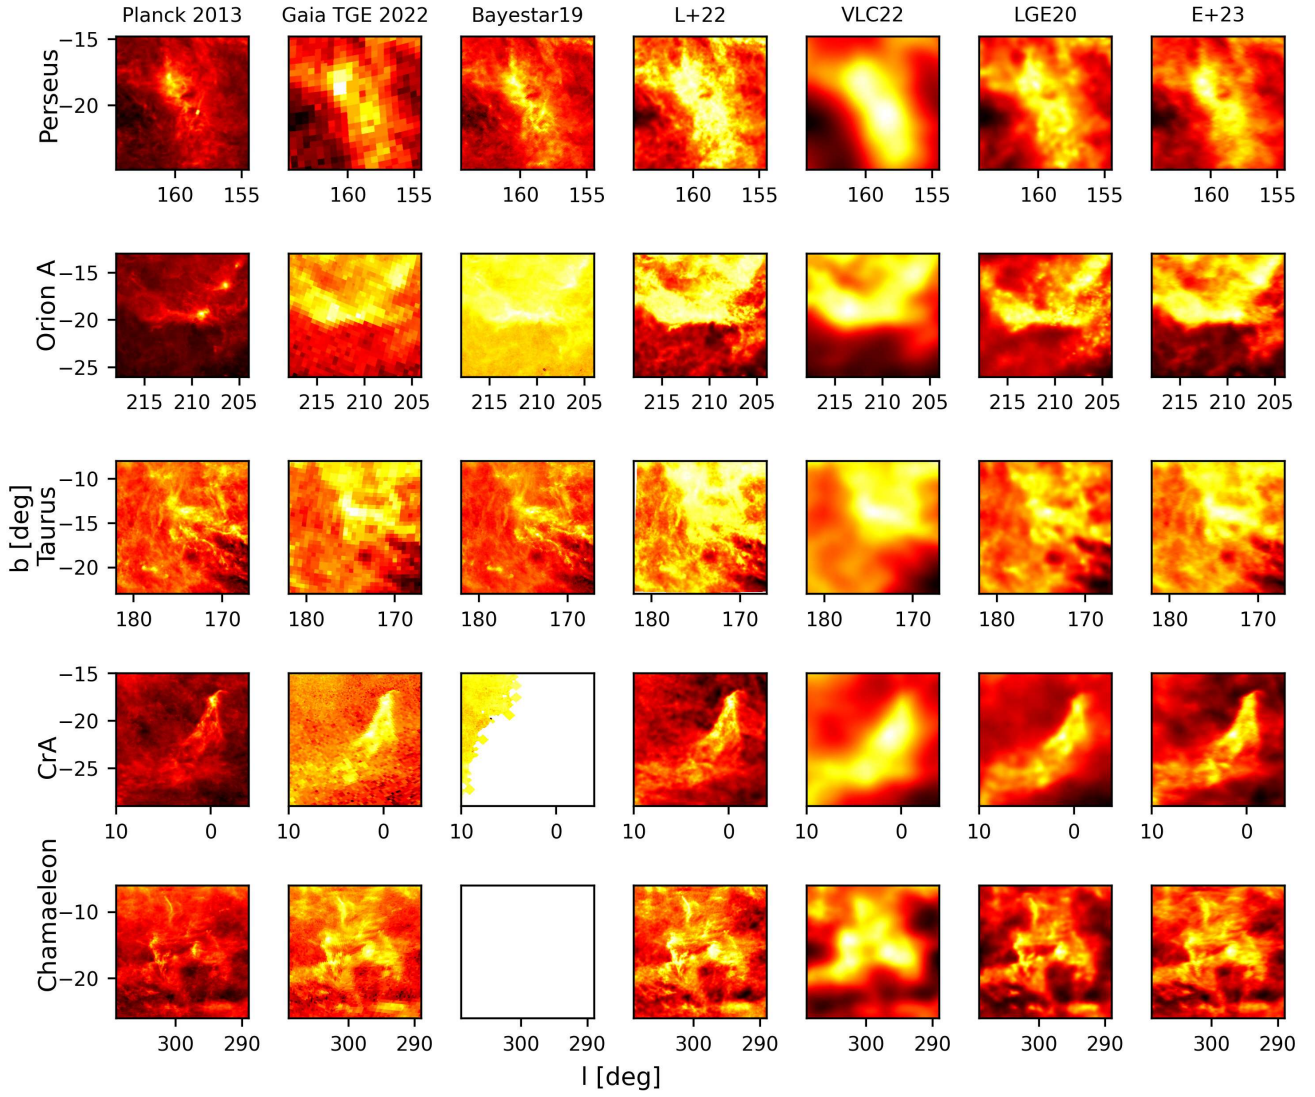 Planck 2013 Gaia TGE 2022 Bayestar19 L+22 VLC22 LGE20 E+23
Perseus
−15
−20
160 155 160 155 160 155 160 155 160 155 160 155 160 155
Orion A
−15
−20
−25
215 210 205 215 210 205 215 210 205 215 210 205 215 210 205 215 210 205 215 210 205
b [deg]
Taurus
−10
−15
−20
180 170 180 170 180 170 180 170 180 170 180 170 180 170
CrA
−15
−20
−25
10 0 10 0 10 0 10 0 10 0 10 0 10 0
Chamaeleon
−10
−20
300 290 300 290 300 290 300 290 300 290 300 290 300 290
l [deg]